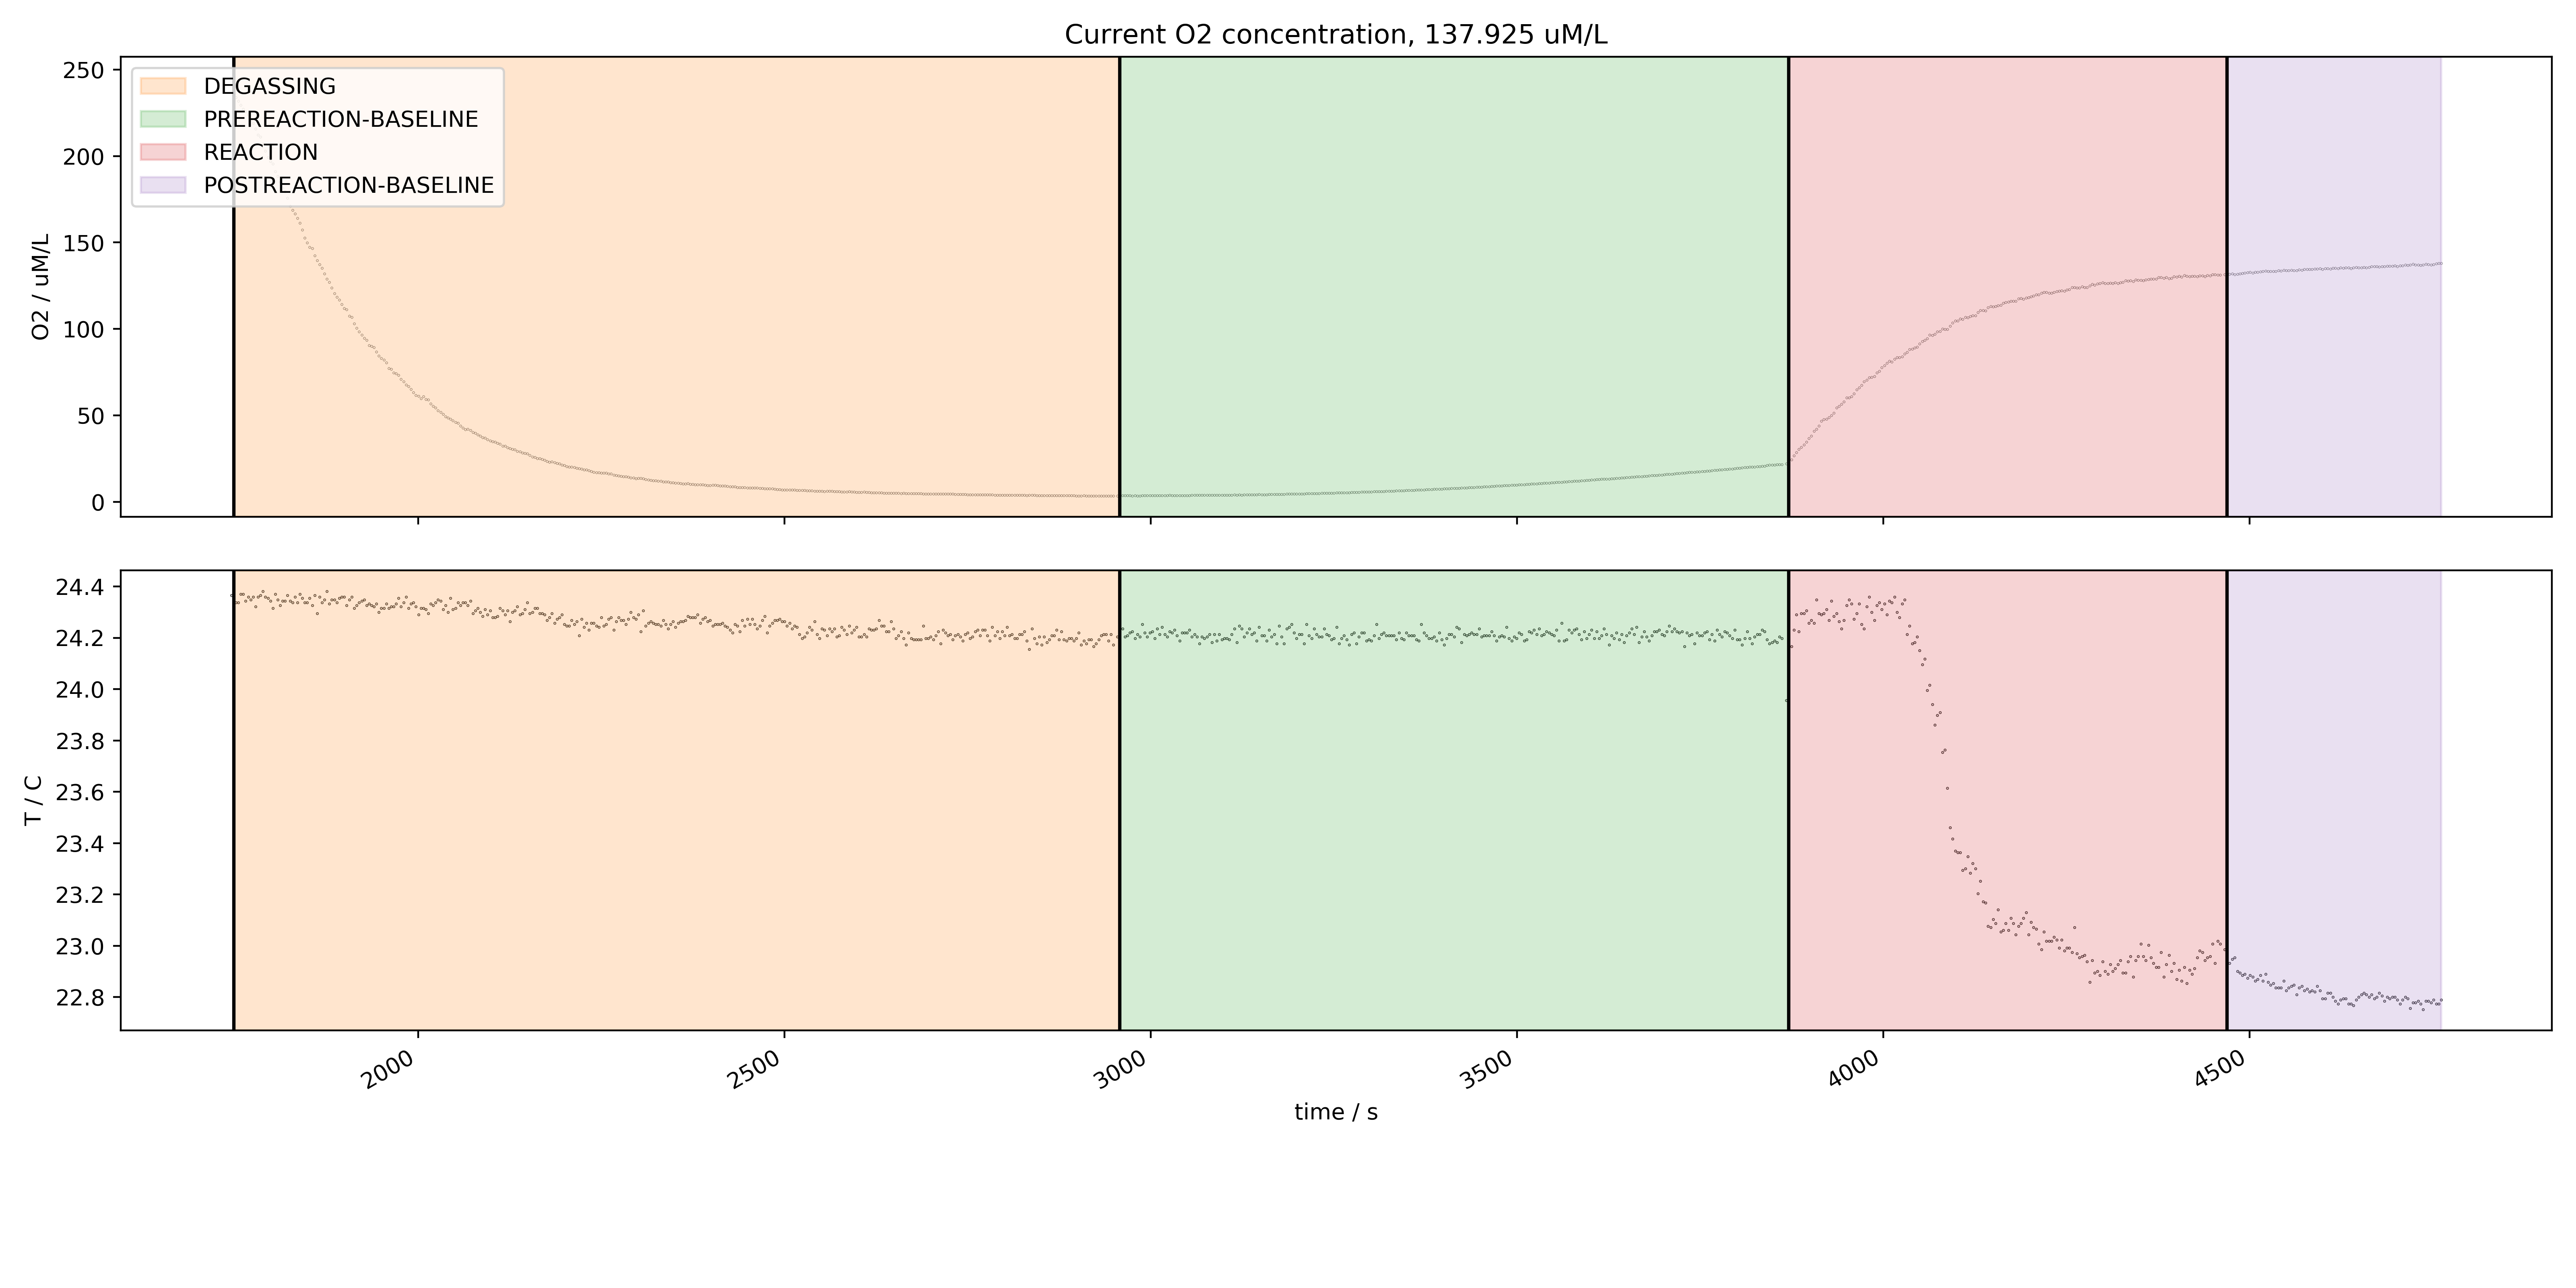 Current O2 concentration, 137.925 uM/L
250
200
150
100
50
0
O2 / uM/L
DEGASSING
PREREACTION-BASELINE
REACTION
POSTREACTION-BASELINE
24.4
24.2
24.0
23.8
23.6
23.4
23.2
23.0
22.8
T / C
2000
2500
3000
3500
4000
4500
time / s